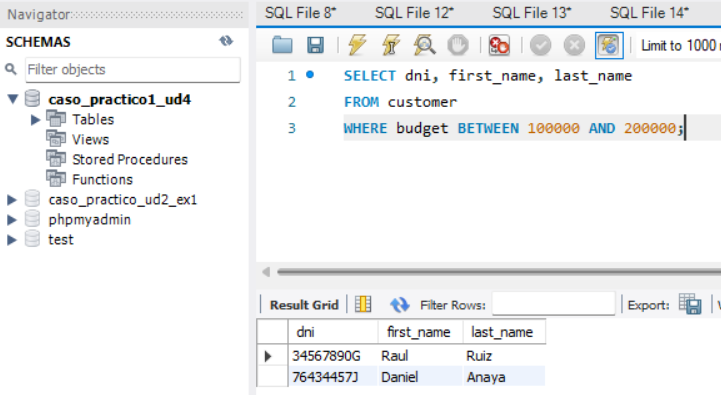 Navigator
SCHEMAS
Filter objects
caso_practico1_ud4
Tables
Views
Stored Procedures
Functions
caso_practico_ud2_ex1
phpmyadmin
test
SQL File 8* SQL File 12* SQL File 13* SQL File 14*
Limit to 1000
1 SELECT dni, first_name, last_name
2 FROM customer
3 WHERE budget BETWEEN 100000 AND 200000;
Result Grid Filter Rows: Export:
dni first_name last_name
34567890G Raul Ruiz
76434457J Daniel Anaya